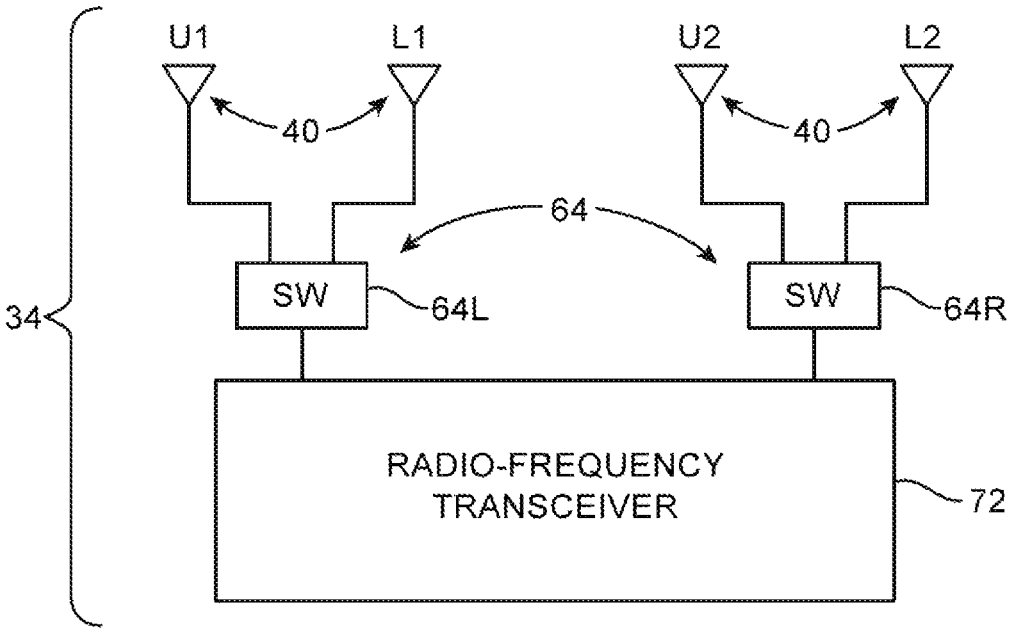 U1 L1 U2 L2
40 40
64
SW SW
64L 64R
34
RADIO-FREQUENCY
TRANSCEIVER
72